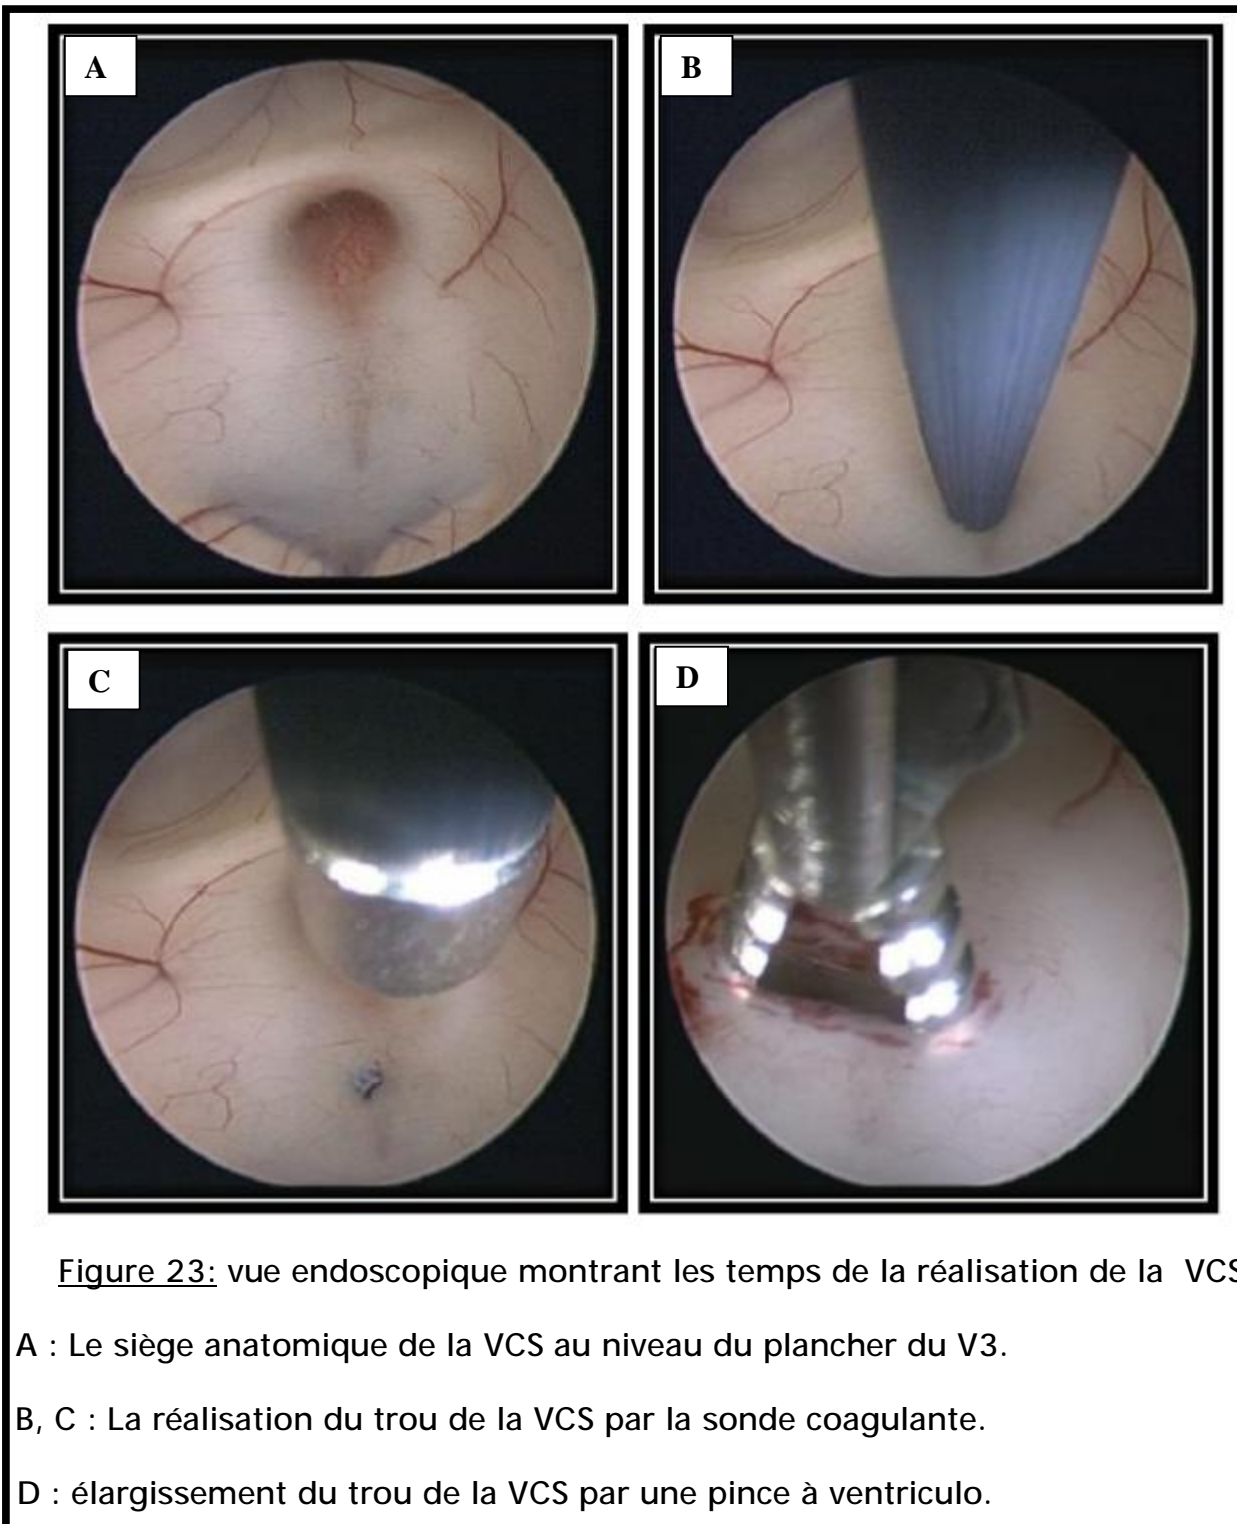 A
B
C
D
Figure 23: vue endoscopique montrant les temps de la réalisation de la VCS
A : Le siège anatomique de la VCS au niveau du plancher du V3.
B, C : La réalisation du trou de la VCS par la sonde coagulante.
D : élargissement du trou de la VCS par une pince à ventriculo.